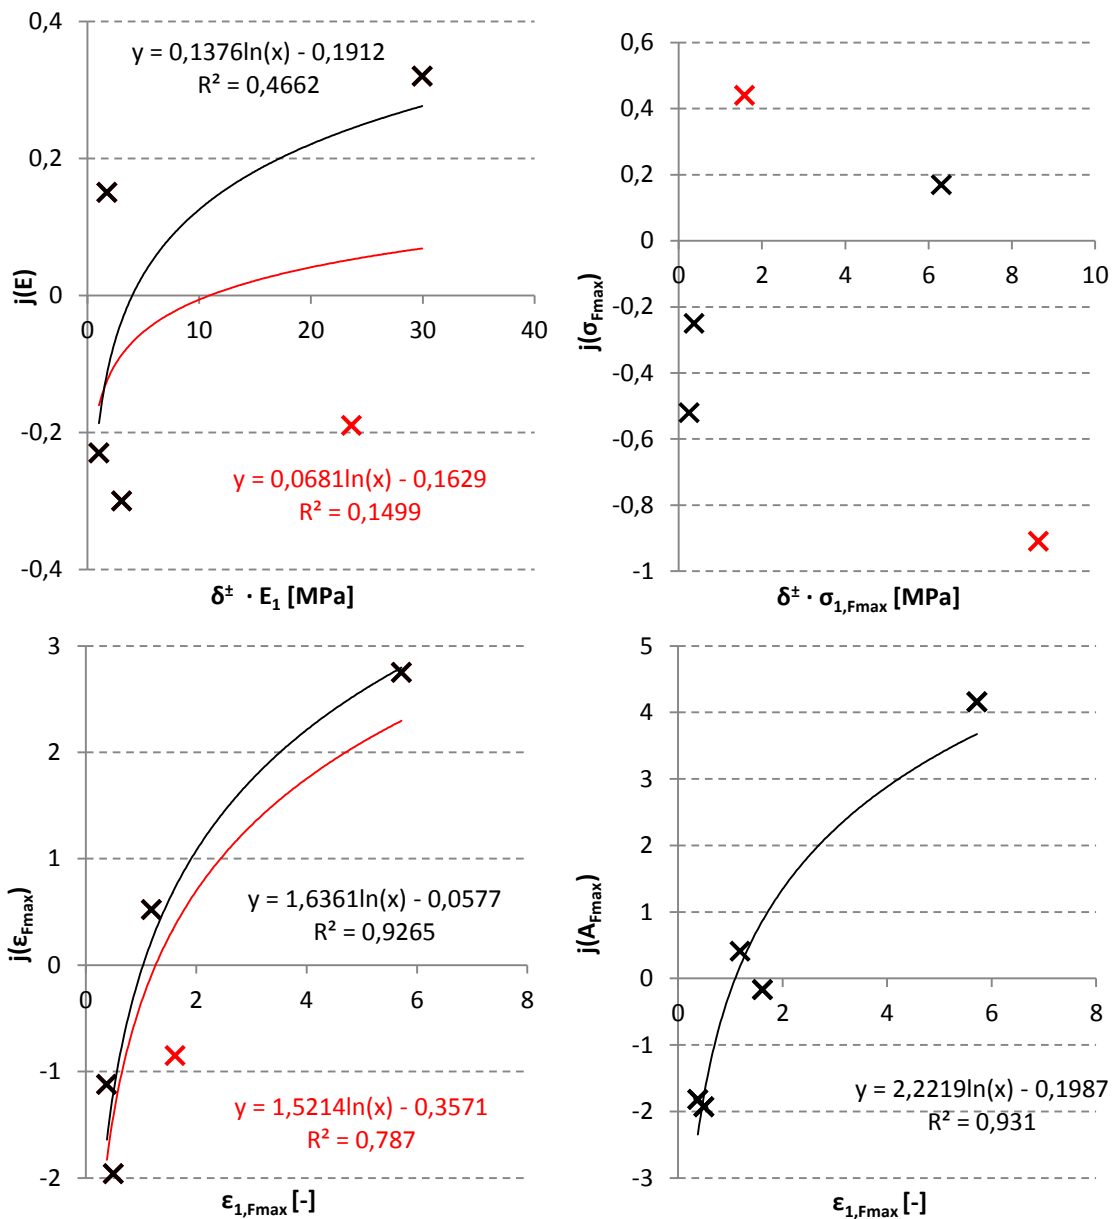 0,4
y = 0,1376ln(x) - 0,1912
R² = 0,4662
0,2
0
-0,2
-0,4
0 10 20 30 40
y = 0,0681ln(x) - 0,1629
R² = 0,1499
j(E)
δ± · E1 [MPa]
0,6
0,4
0,2
0
-0,2
-0,4
-0,6
-0,8
-1
0 2 4 6 8 10
j(σFmax)
δ± · σ1,Fmax [MPa]
3
2
1
0
-1
-2
0 2 4 6 8
y = 1,6361ln(x) - 0,0577
R² = 0,9265
y = 1,5214ln(x) - 0,3571
R² = 0,787
j(εFmax)
ε1,Fmax [-]
5
4
3
2
1
0
-1
-2
-3
0 2 4 6 8
y = 2,2219ln(x) - 0,1987
R² = 0,931
j(AFmax)
ε1,Fmax [-]